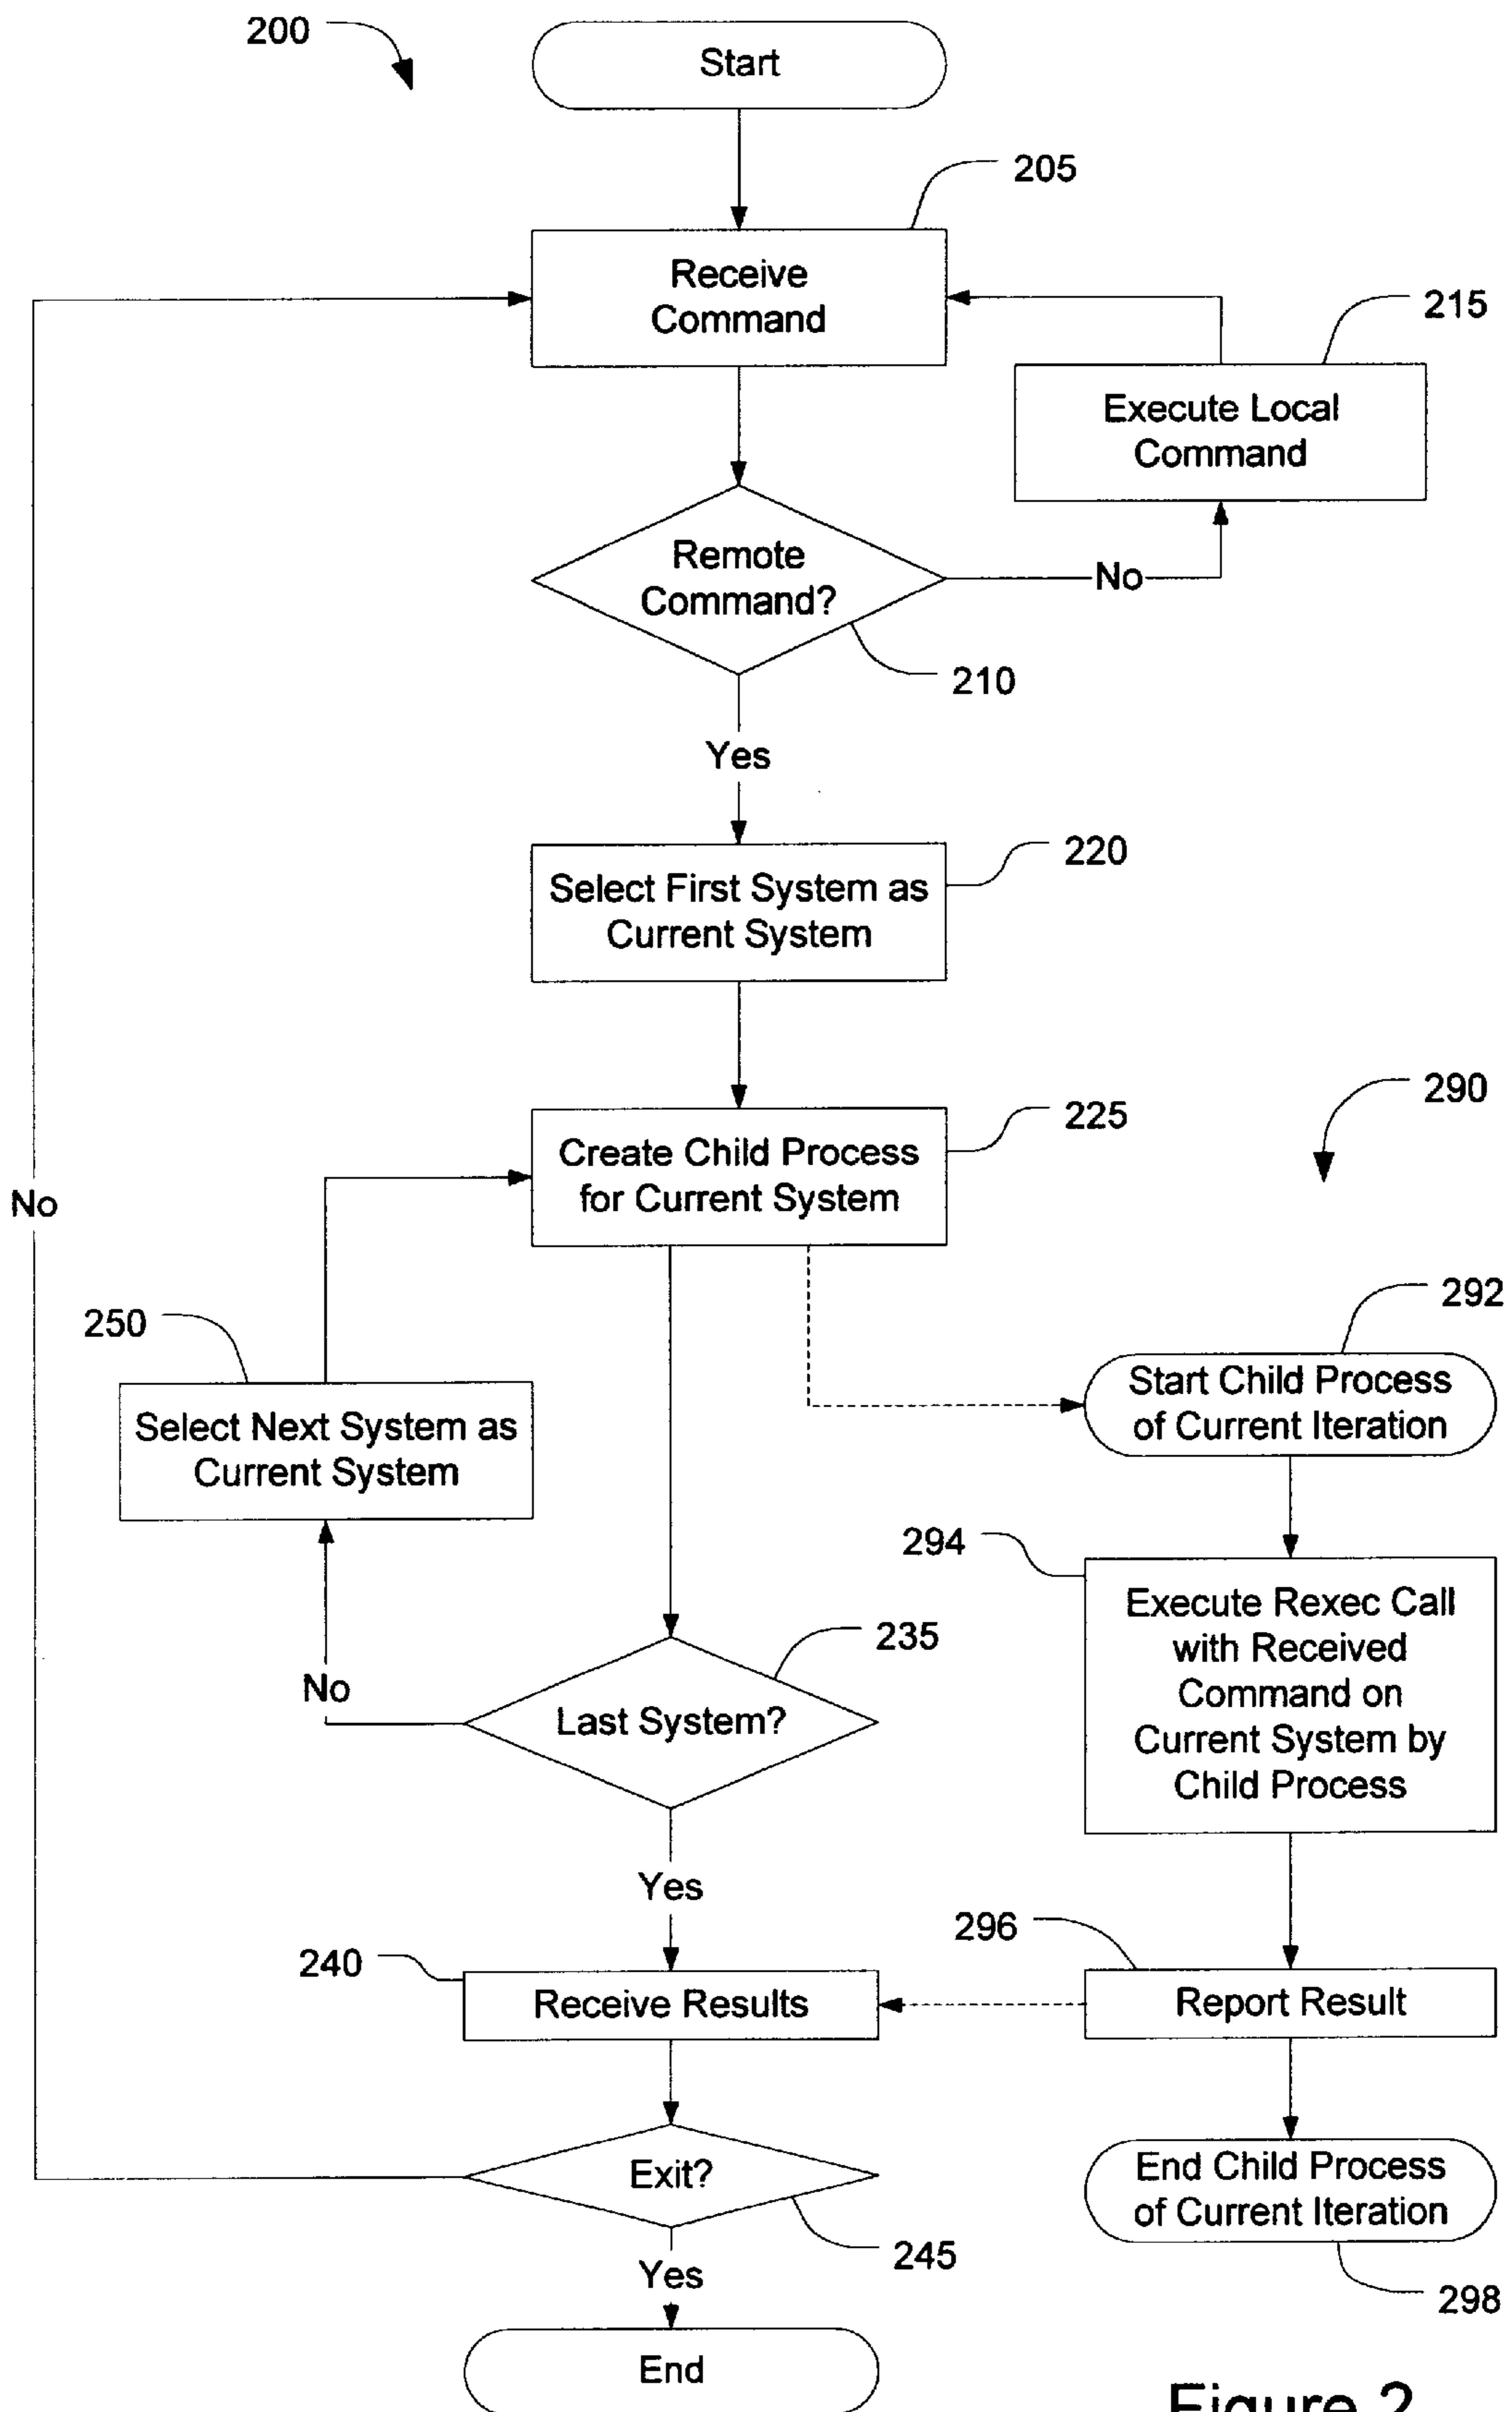 200
Start
205
Receive
Command
215
Execute Local
Command
Remote
Command?
No
210
Yes
220
Select First System as
Current System
290
225
Create Child Process
for Current System
No
292
250
Start Child Process
of Current Iteration
Select Next System as
Current System
294
Execute Rexec Call
with Received
Command on
Current System by
Child Process
235
No
Last System?
Yes
296
240
Receive Results
Report Result
Exit?
End Child Process
of Current Iteration
245
Yes
298
End
Figure 2